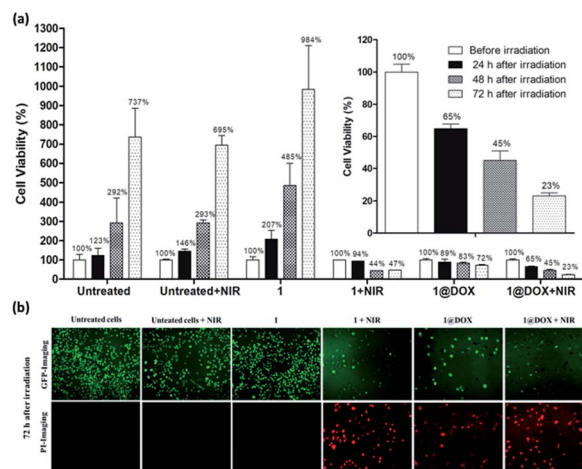 (a)
1300
1200
1100
1000
900
800
700
600
500
400
300
200
100
0
Cell Viability (%)
100% 123% 292% 737%
100% 146% 293% 695%
100% 207% 485% 984%
100% 94% 44% 47%
100% 89% 83% 72%
100% 65% 45% 23%
Untreated Untreated+NIR 1 1+NIR 1@DOX 1@DOX+NIR
120
100
80
60
40
20
0
Cell Viability (%)
100% 65% 45% 23%
Before irradiation
24 h after irradiation
48 h after irradiation
72 h after irradiation
(b)
Untreated cells Untreated cells + NIR 1 1 + NIR 1@DOX 1@DOX + NIR
72 h after irradiation
GFP-Imaging
PI-Imaging